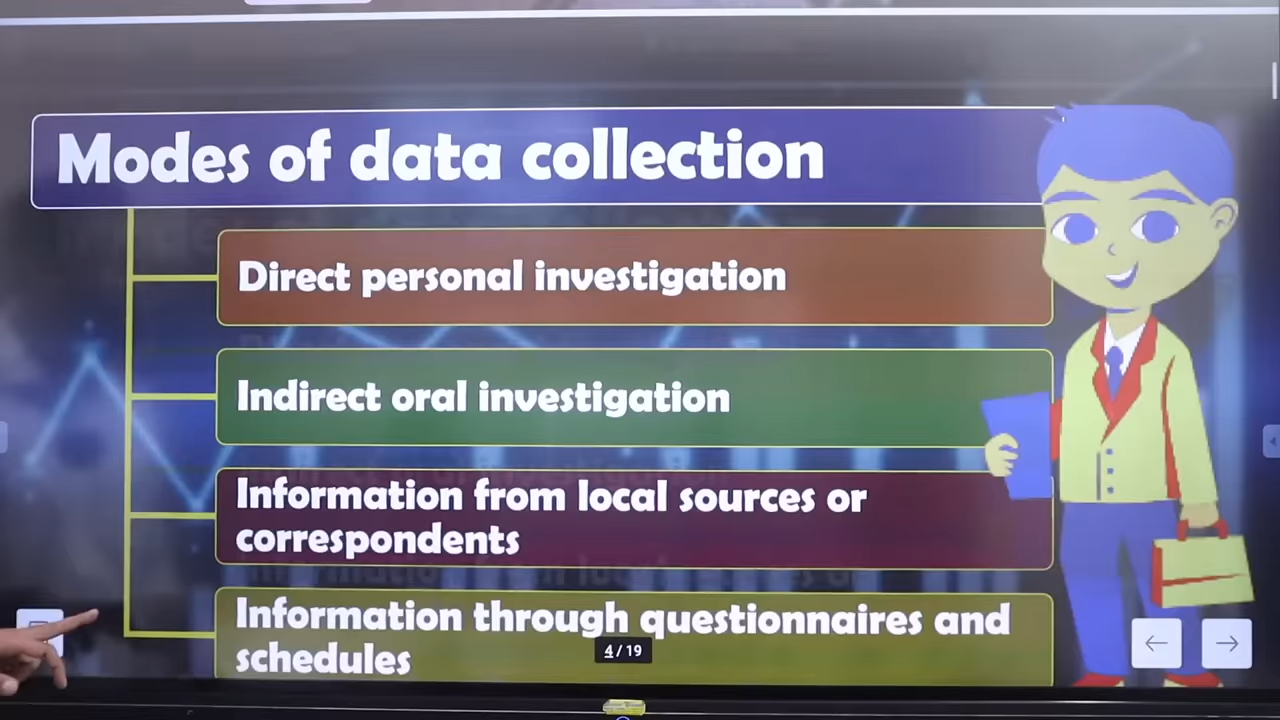 Modes of data collection
Direct personal investigation
Indirect oral investigation
Information from local sources or
correspondents
Information through questionnaires and
schedules
4 / 19